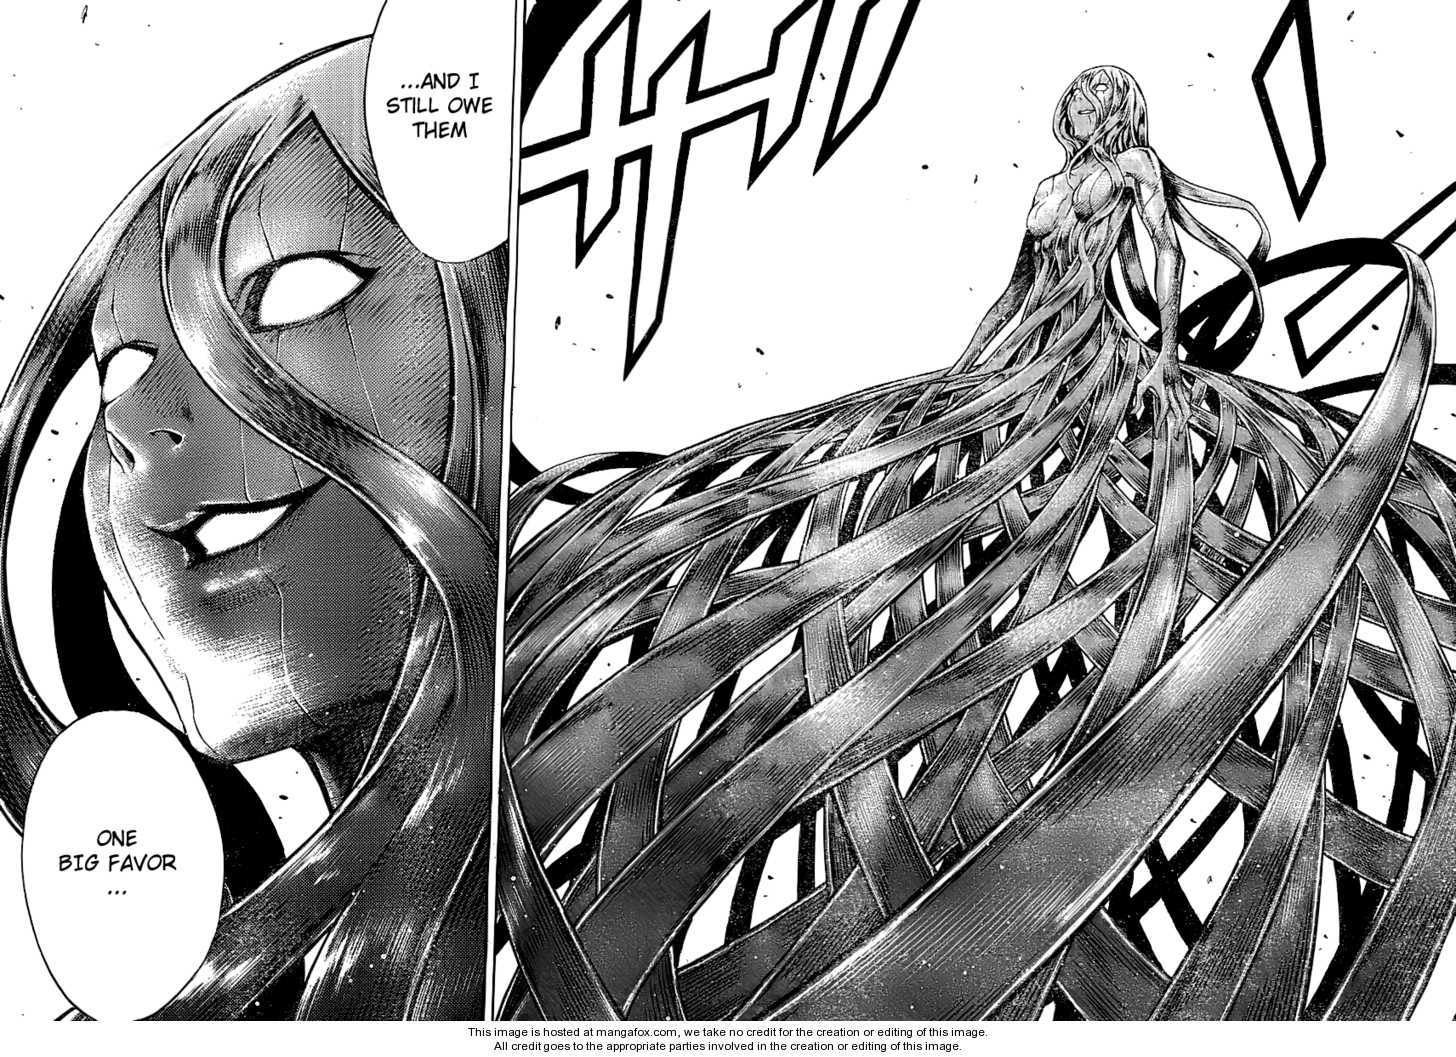 ...AND I
STILL OWE
THEM
ONE
BIG FAVOR
...
This image is hosted at mangafox.com, we take no credit for the creation or editing of this image.
All credit goes to the appropriate parties involved in the creation or editing of this image.